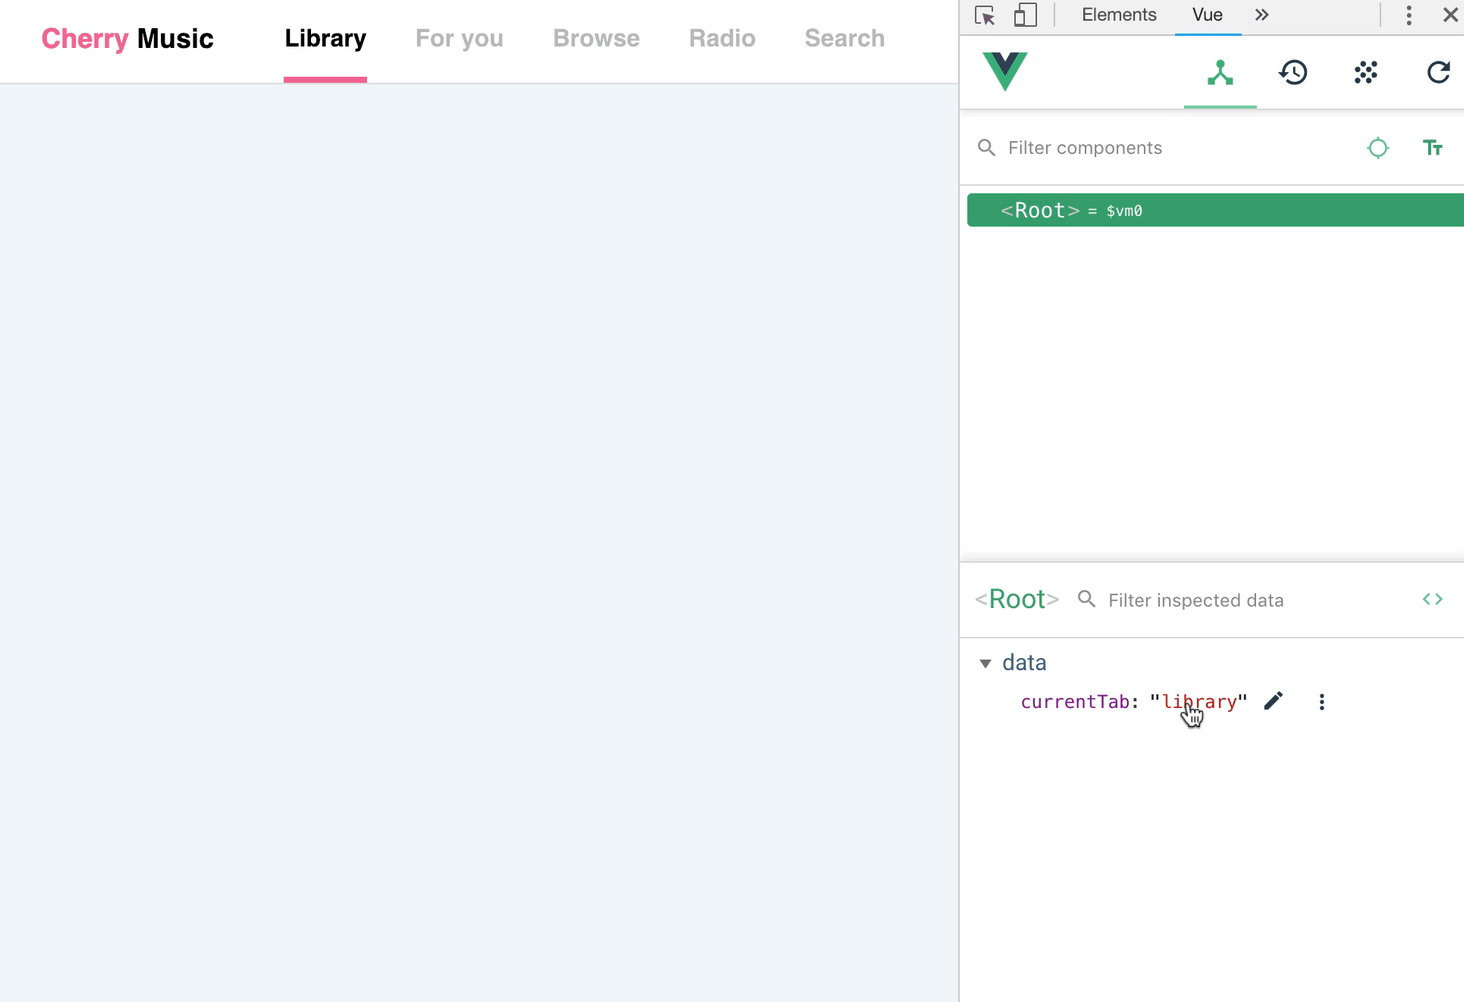 Cherry Music Library For you Browse Radio Search
Elements Vue
Filter components
<Root> = $vm0
<Root> Filter inspected data
data
currentTab: "library"